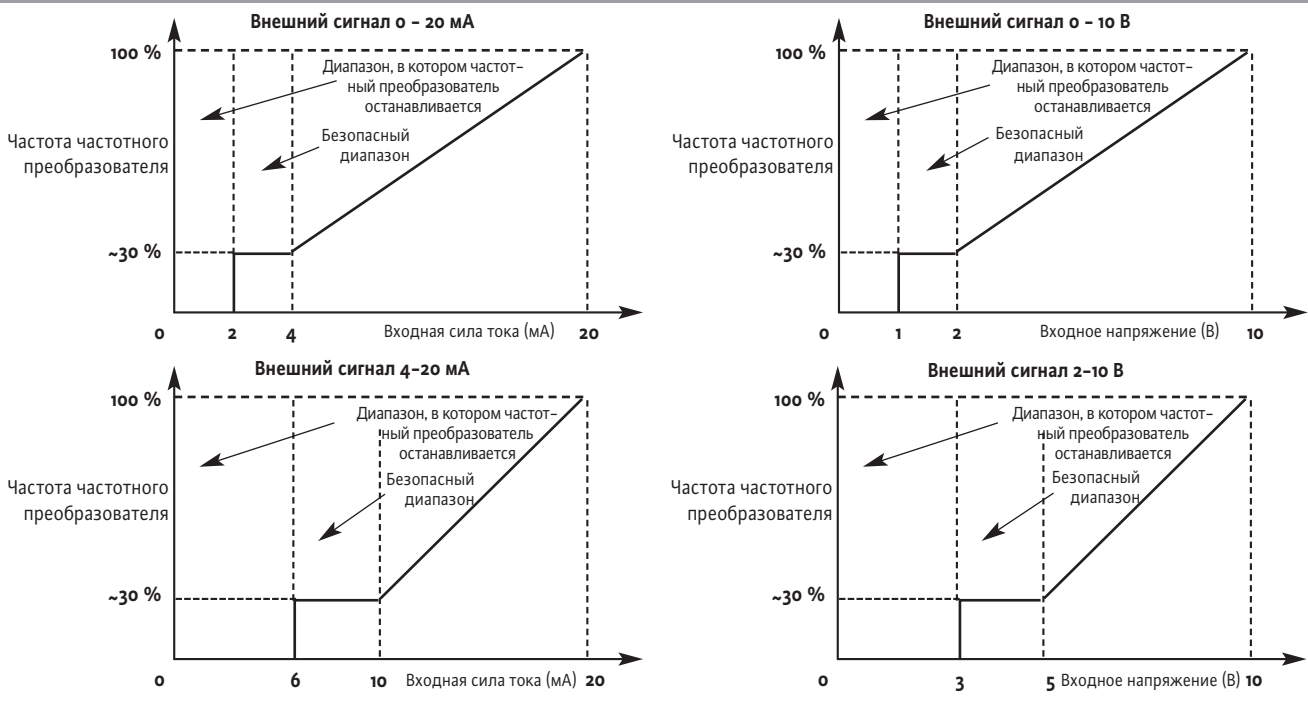 Внешний сигнал 0 – 20 мА
100 %
Диапазон, в котором частот–
ный преобразователь
останавливается
Безопасный
диапазон
Частота частотного
преобразователя
~30 %
0
2
4
Входная сила тока (мА)
20
Внешний сигнал 0 – 10 В
100 %
Диапазон, в котором частот–
ный преобразователь
останавливается
Безопасный
диапазон
Частота частотного
преобразователя
~30 %
0
1
2
Входное напряжение (В)
10
Внешний сигнал 4–20 мА
100 %
Диапазон, в котором частот–
ный преобразователь
останавливается
Безопасный
диапазон
Частота частотного
преобразователя
~30 %
0
6
10
Входная сила тока (мА)
20
Внешний сигнал 2–10 В
100 %
Диапазон, в котором частот–
ный преобразователь
останавливается
Безопасный
диапазон
Частота частотного
преобразователя
~30 %
0
3
5
Входное напряжение (В)
10